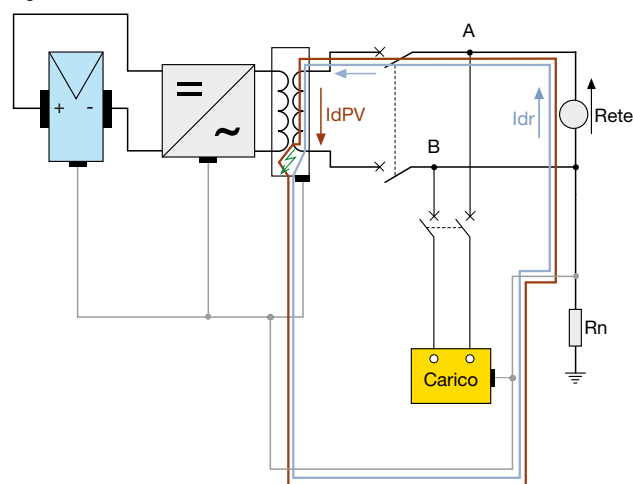 A
+
-
=
~
IdPV
Idr
Rete
B
Rn
Carico